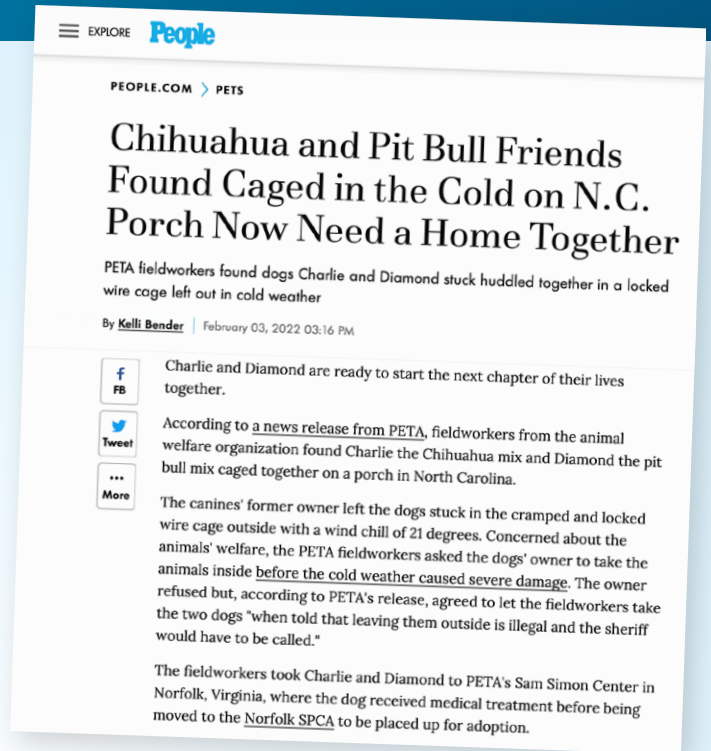 EXPLORE People
PEOPLE.COM > PETS
Chihuahua and Pit Bull Friends
Found Caged in the Cold on N.C.
Porch Now Need a Home Together
PETA fieldworkers found dogs Charlie and Diamond stuck huddled together in a locked
wire cage left out in cold weather
By Kelli Bender | February 03, 2022 03:16 PM
f
FB
Tweet
...
More
Charlie and Diamond are ready to start the next chapter of their lives
together.
According to a news release from PETA, fieldworkers from the animal
welfare organization found Charlie the Chihuahua mix and Diamond the pit
bull mix caged together on a porch in North Carolina.
The canines' former owner left the dogs stuck in the cramped and locked
wire cage outside with a wind chill of 21 degrees. Concerned about the
animals' welfare, the PETA fieldworkers asked the dogs' owner to take the
animals inside before the cold weather caused severe damage. The owner
refused but, according to PETA's release, agreed to let the fieldworkers take
the two dogs "when told that leaving them outside is illegal and the sheriff
would have to be called."
The fieldworkers took Charlie and Diamond to PETA's Sam Simon Center in
Norfolk, Virginia, where the dog received medical treatment before being
moved to the Norfolk SPCA to be placed up for adoption.